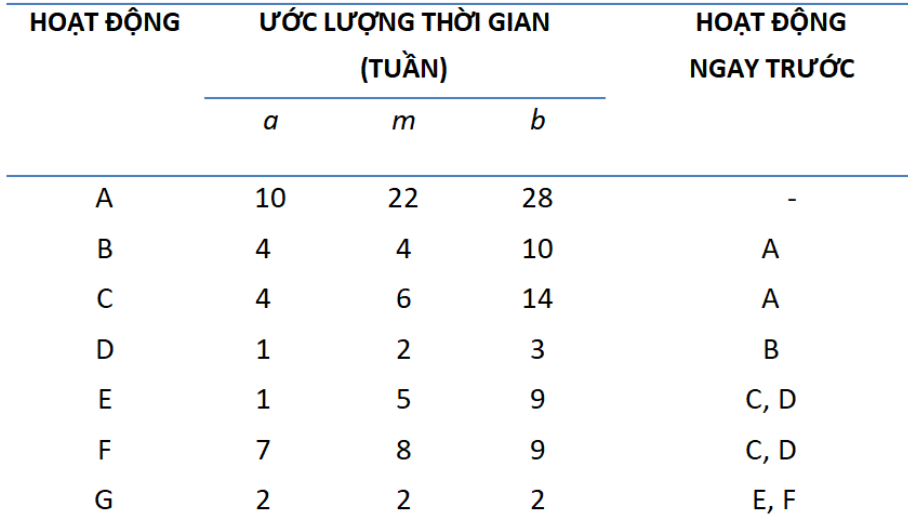 HOẠT ĐỘNG ƯỚC LƯỢNG THỜI GIAN HOẠT ĐỘNG
(TUẦN) NGAY TRƯỚC
a m b
A 10 22 28 -
B 4 4 10 A
C 4 6 14 A
D 1 2 3 B
E 1 5 9 C, D
F 7 8 9 C, D
G 2 2 2 E, F